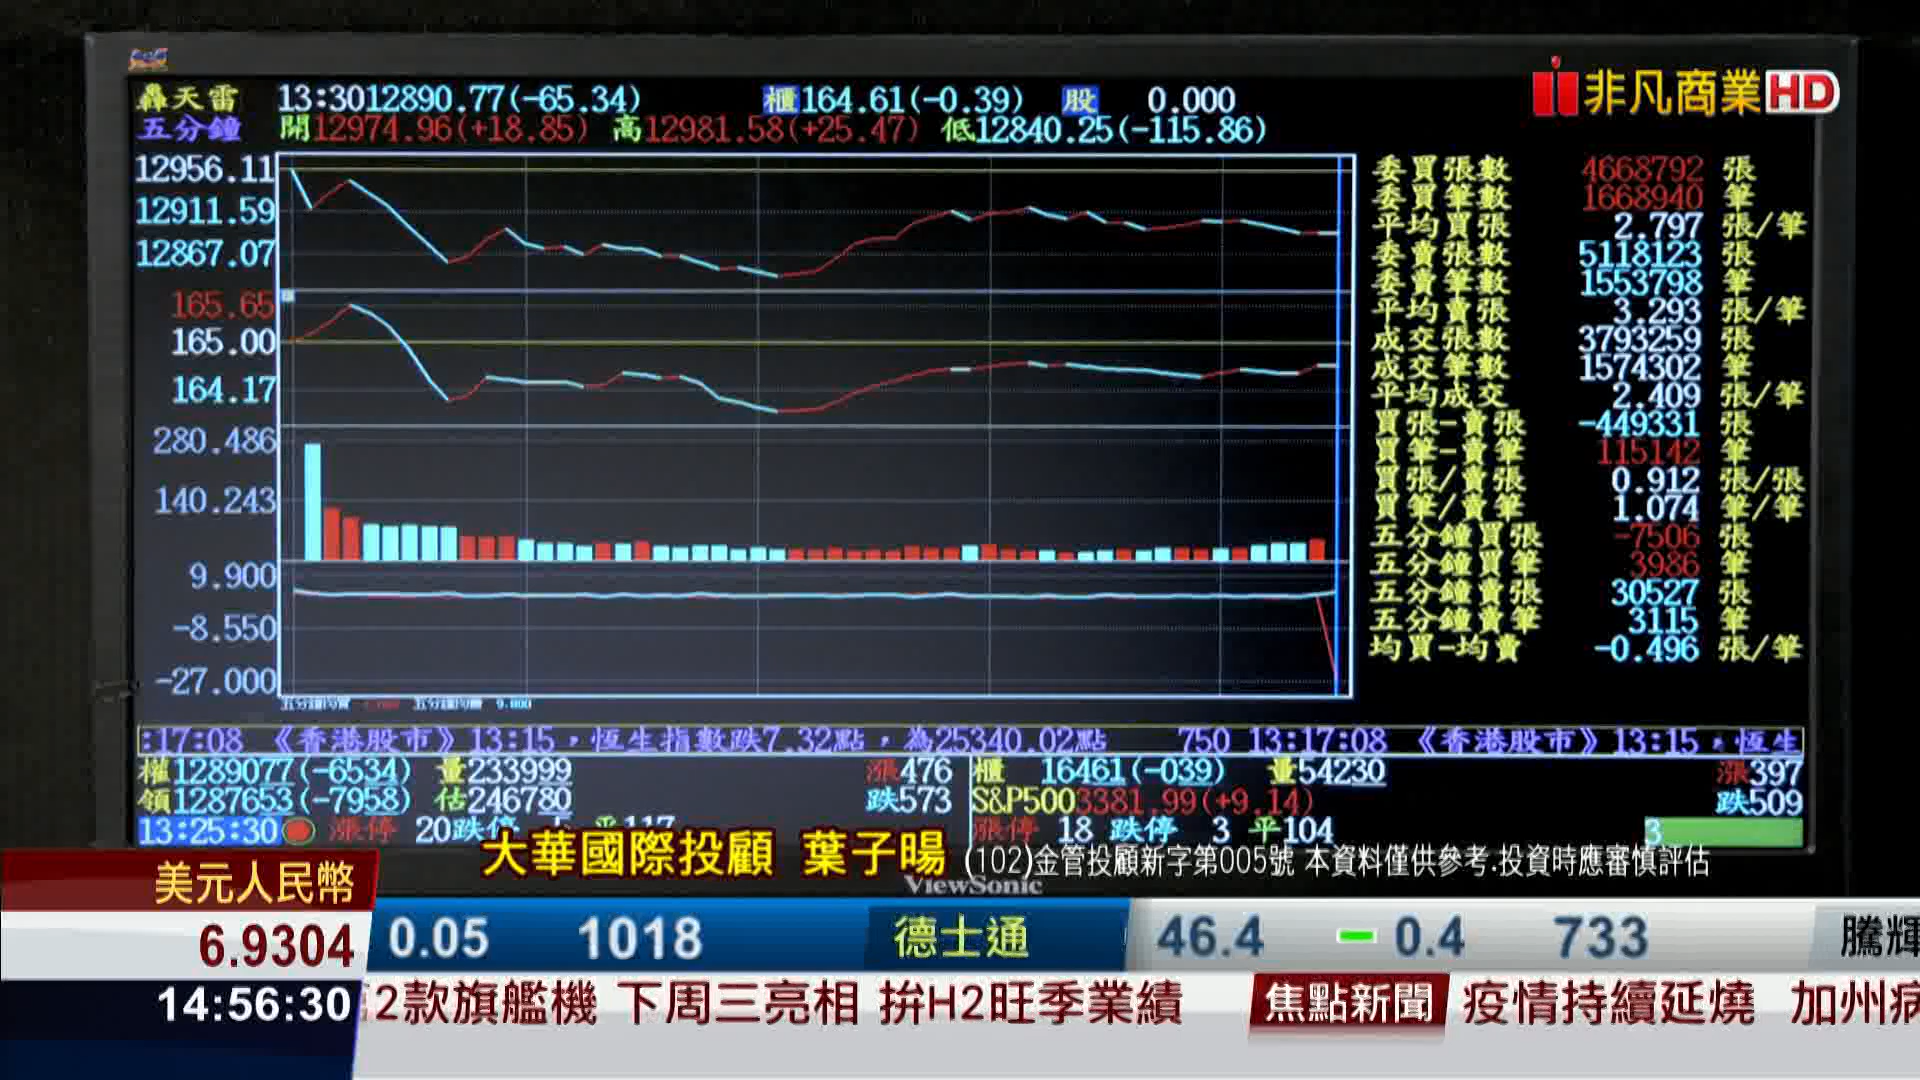 轟天雷 13:30 12890.77(-65.34) 櫃164.61(-0.39) 股 0.000
五分鐘 開12974.96(+18.85) 高12981.58(+25.47) 低12840.25(-115.86)
非凡商業HD
12956.11
12911.59
12867.07
165.65
165.00
164.17
280.486
140.243
9.900
-8.550
-27.000
委買張數 4668792 張
委買筆數 1668940 筆
平均買張 2.797 張/筆
委賣張數 5118123 張
委賣筆數 1553798 筆
平均賣張 3.293 張/筆
成交張數 3793259 張
成交筆數 1574302 筆
平均成交 2.409 張/筆
買張-賣張 -449331 張
買筆-賣筆 115142 筆
買張/賣張 0.912 張/張
買筆/賣筆 1.074 筆/筆
五分鐘買張 -7506 張
五分鐘買筆 3986 筆
五分鐘賣張 30527 張
五分鐘賣筆 3115 筆
均買-均賣 -0.496 張/筆
:17:08 《香港股市》13:15，恆生指數跌7.32點，為25340.02點 750 13:17:08 《香港股市》13:15，恆生
權1289077(-6534) 量233999 漲476 櫃 16461(-039) 量54230 漲397
領1287653(-7958) 估246780 跌573 S&P500 3381.99(+9.14) 跌509
13:25:30 漲停 20 跌停 平117 漲停 18 跌停 3 平104 3
大華國際投顧 葉子暘 (102)金管投顧新字第005號 本資料僅供參考.投資時應審慎評估
ViewSonic
美元人民幣
6.9304 0.05 1018 德士通 46.4 - 0.4 733 騰輝
14:56:30 2款旗艦機 下周三亮相 拚H2旺季業績 焦點新聞 疫情持續延燒 加州病